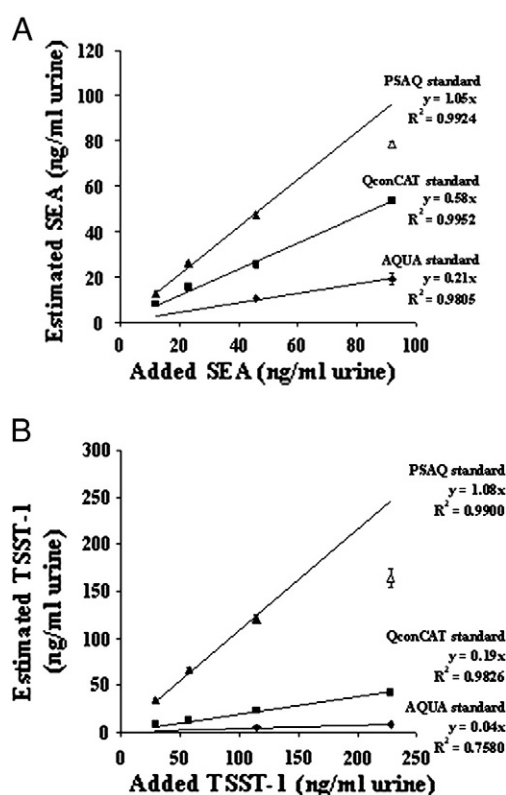 A
120
100
80
60
40
20
0
0 20 40 60 80 100
Estimated SEA (ng/ml urine)
Added SEA (ng/ml urine)
PSAQ standard
y = 1.05x
R² = 0.9924
QconCAT standard
y = 0.58x
R² = 0.9952
AQUA standard
y = 0.21x
R² = 0.9805
B
300
250
200
150
100
50
0
0 50 100 150 200 250
Estimated TSST-1
(ng/ml urine)
Added TSST-1 (ng/ml urine)
PSAQ standard
y = 1.08x
R² = 0.9900
QconCAT standard
y = 0.19x
R² = 0.9826
AQUA standard
y = 0.04x
R² = 0.7580